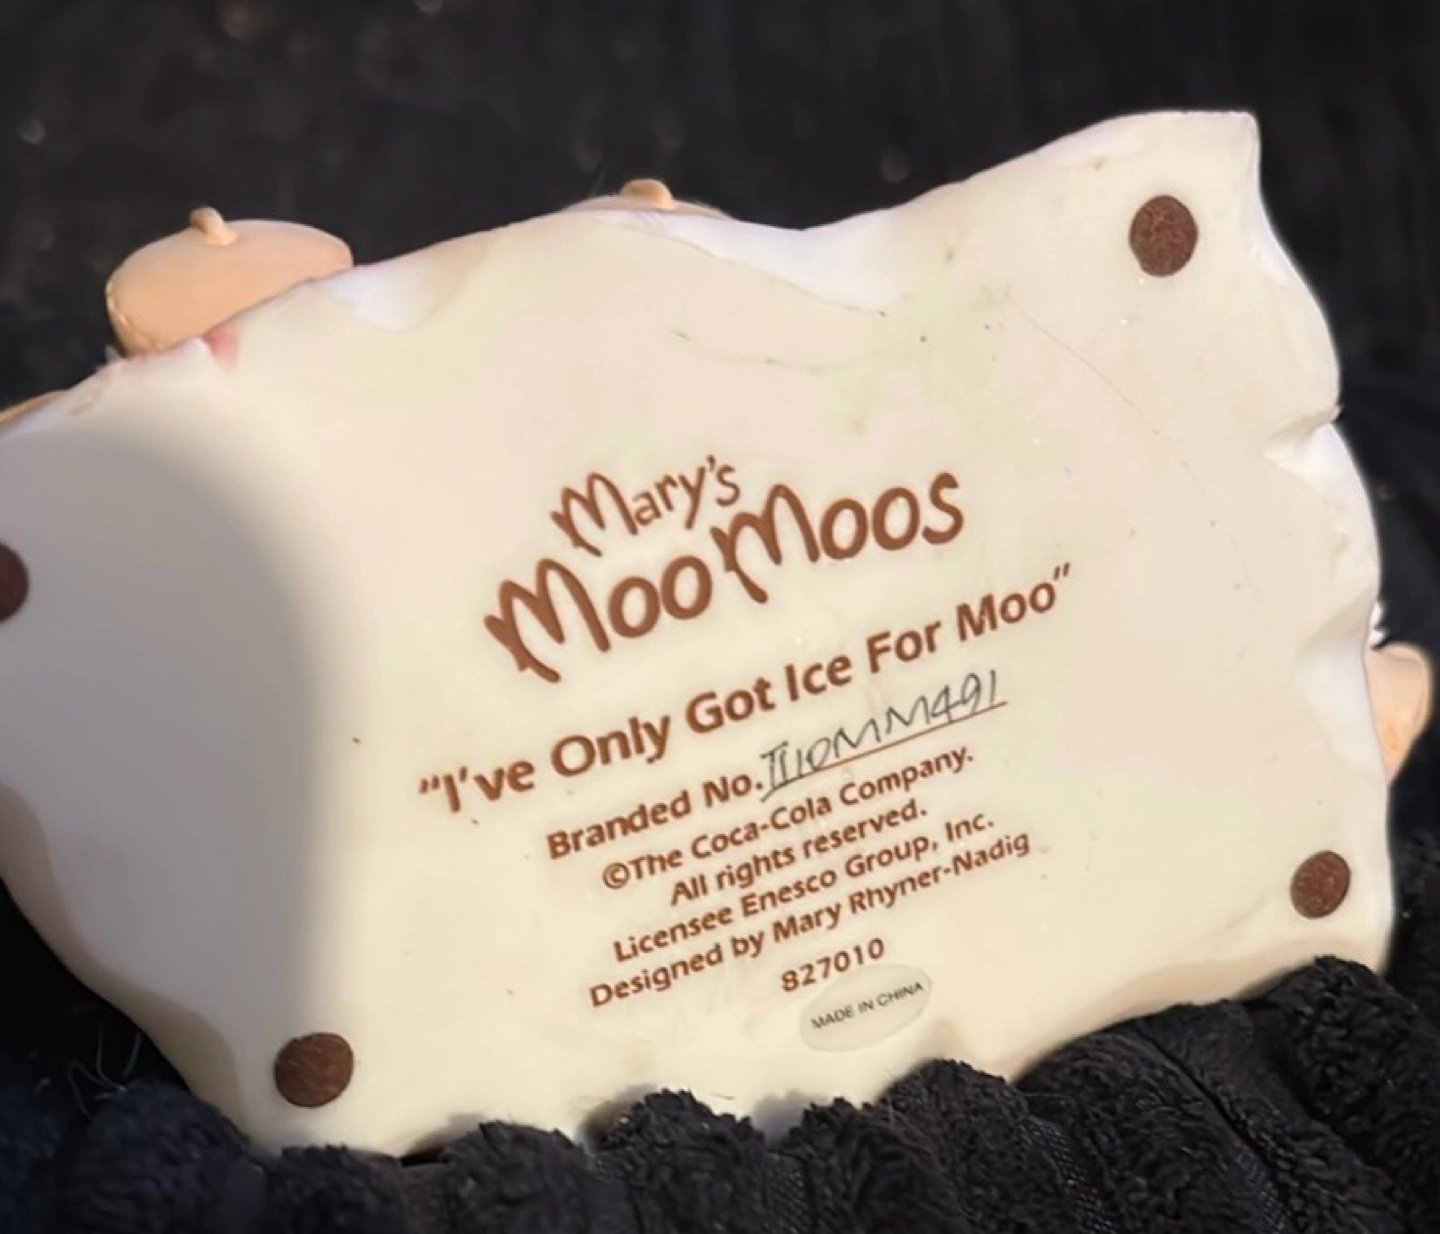 Mary's
Moo Moos
"I've Only Got Ice For Moo"
Branded No.
©The Coca-Cola Company.
All rights reserved.
Licensee Enesco Group, Inc.
Designed by Mary Rhyner-Nadig
827010
MADE IN CHINA